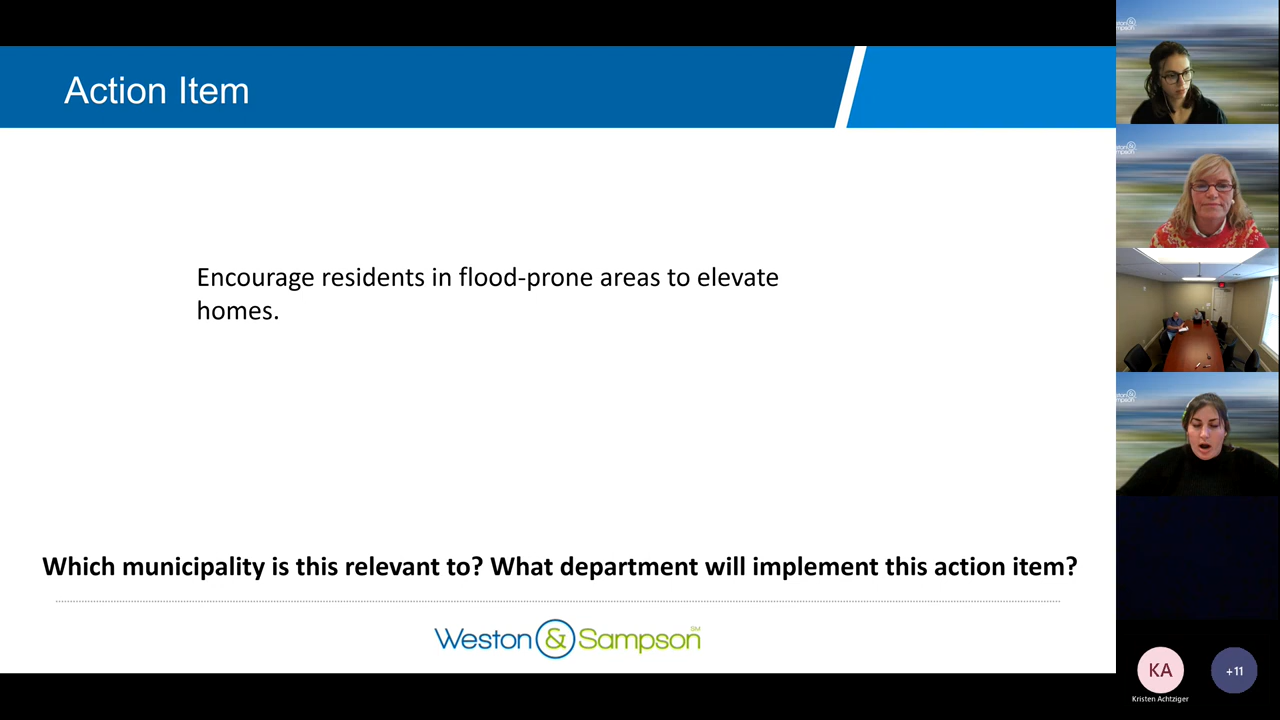 Action Item
Encourage residents in flood-prone areas to elevate
homes.
Which municipality is this relevant to? What department will implement this action item?
Weston & Sampson
SM
KA
+11
Kristen Achtziger